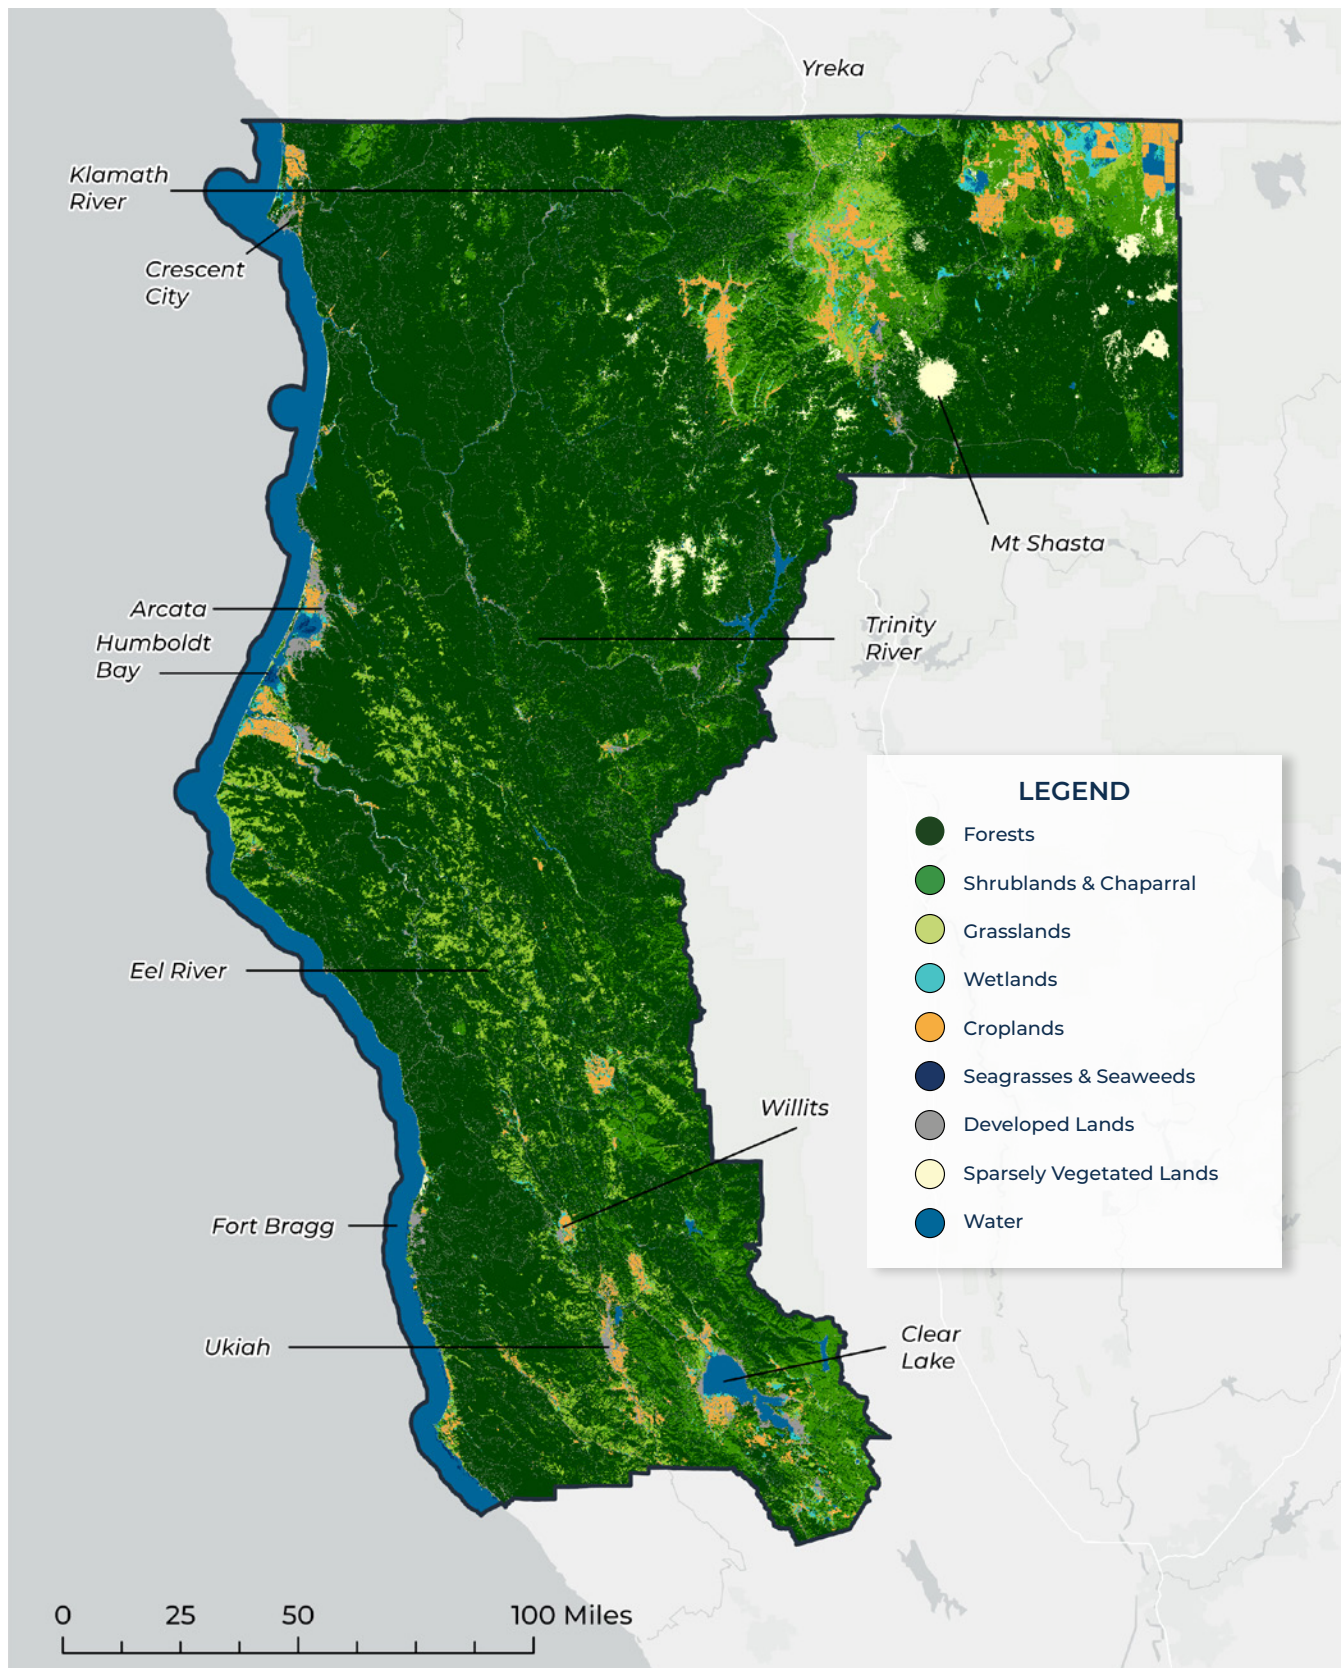 Yreka
Klamath
River
Crescent
City
Mt Shasta
Arcata
Humboldt
Bay
Trinity
River
LEGEND
Forests
Shrublands & Chaparral
Grasslands
Wetlands
Croplands
Seagrasses & Seaweeds
Developed Lands
Sparsely Vegetated Lands
Water
Eel River
Willits
Fort Bragg
Ukiah
Clear
Lake
0 25 50 100 Miles